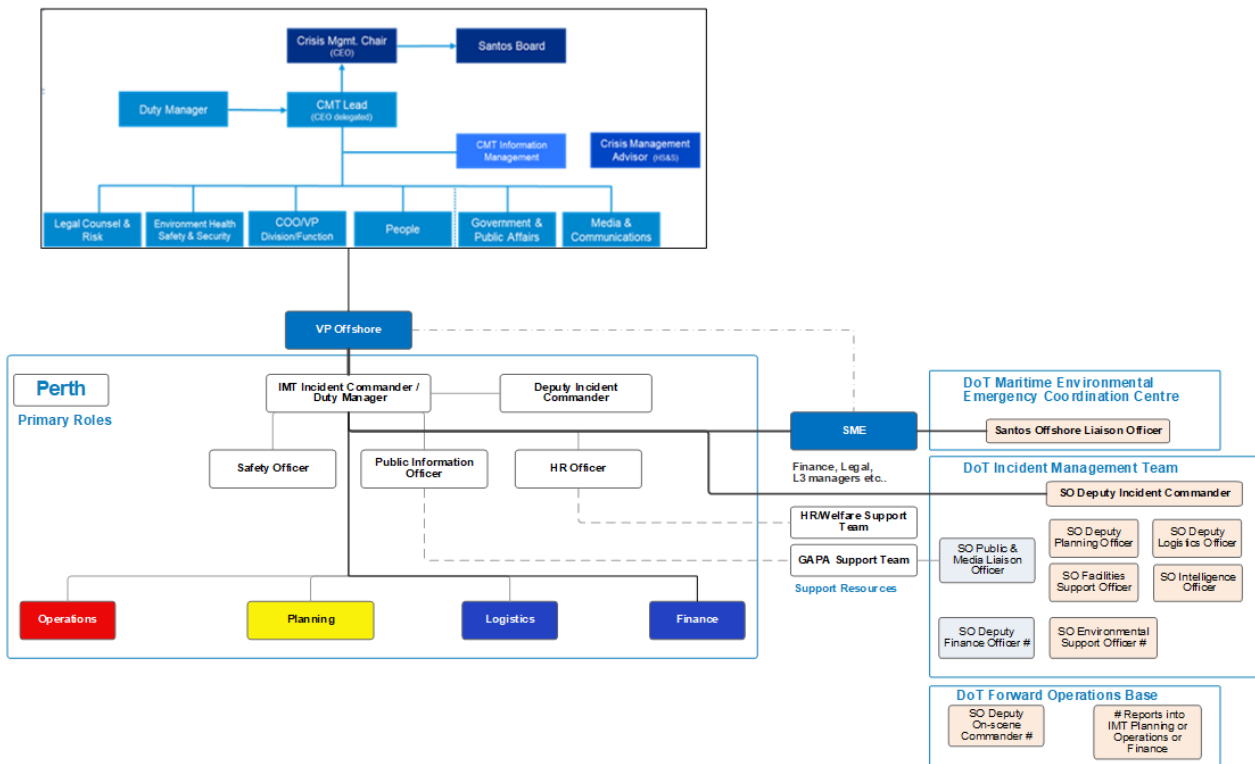 Crisis Mgmt. Chair
(CEO)
Santos Board
Duty Manager
CMT Lead
(CEO delegated)
CMT Information
Management
Crisis Management
Advisor (HS&S)
Legal Counsel &
Risk
Environment Health
Safety & Security
COO/VP
Division/Function
People
Government &
Public Affairs
Media &
Communications
VP Offshore
Perth
Primary Roles
IMT Incident Commander /
Duty Manager
Deputy Incident
Commander
Safety Officer
Public Information
Officer
HR Officer
SME
Finance, Legal,
L3 managers etc..
HR/Welfare Support
Team
GAPA Support Team
Support Resources
Operations
Planning
Logistics
Finance
DoT Maritime Environmental
Emergency Coordination Centre
Santos Offshore Liaison Officer
DoT Incident Management Team
SO Deputy Incident Commander
SO Public &
Media Liaison
Officer
SO Deputy
Planning Officer
SO Deputy
Logistics Officer
SO Facilities
Support Officer
SO Intelligence
Officer
SO Deputy
Finance Officer #
SO Environmental
Support Officer #
DoT Forward Operations Base
SO Deputy
On-scene
Commander #
# Reports into
IMT Planning or
Operations or
Finance